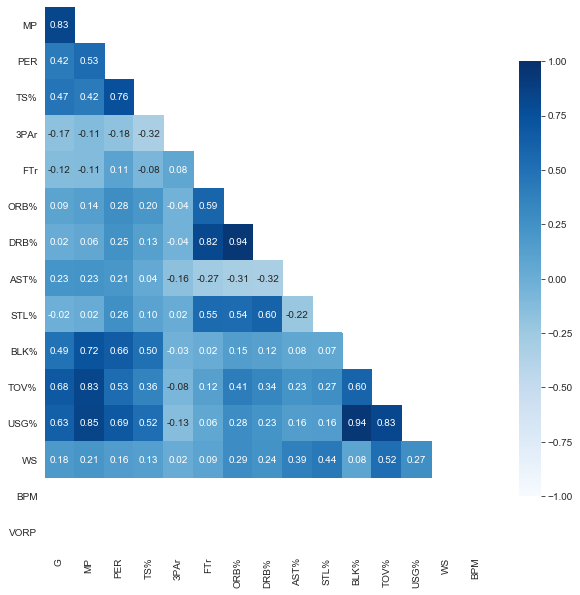 MP 0.83
PER 0.42 0.53
TS% 0.47 0.42 0.76
3PAr -0.17 -0.11 -0.18 -0.32
FTr -0.12 -0.11 0.11 -0.08 0.08
ORB% 0.09 0.14 0.28 0.20 -0.04 0.59
DRB% 0.02 0.06 0.25 0.13 -0.04 0.82 0.94
AST% 0.23 0.23 0.21 0.04 -0.16 -0.27 -0.31 -0.32
STL% -0.02 0.02 0.26 0.10 0.02 0.55 0.54 0.60 -0.22
BLK% 0.49 0.72 0.66 0.50 -0.03 0.02 0.15 0.12 0.08 0.07
TOV% 0.68 0.83 0.53 0.36 -0.08 0.12 0.41 0.34 0.23 0.27 0.60
USG% 0.63 0.85 0.69 0.52 -0.13 0.06 0.28 0.23 0.16 0.16 0.94 0.83
WS 0.18 0.21 0.16 0.13 0.02 0.09 0.29 0.24 0.39 0.44 0.08 0.52 0.27
BPM
VORP
G MP PER TS% 3PAr FTr ORB% DRB% AST% STL% BLK% TOV% USG% WS BPM
1.00
0.75
0.50
0.25
0.00
-0.25
-0.50
-0.75
-1.00